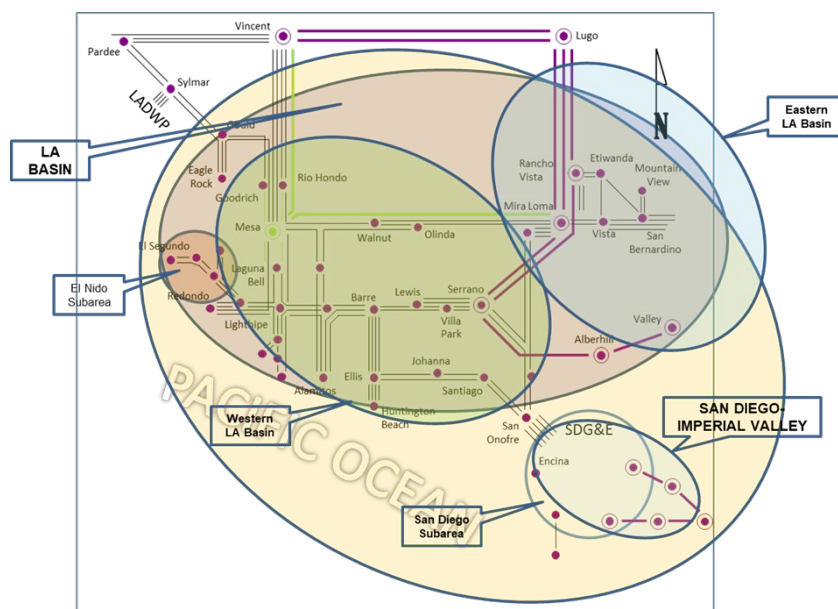 Vincent
Lugo
Pardee
Sylmar
LADWP
N
Eastern
LA Basin
LA
BASIN
Gould
Eagle
Rock
Goodrich
Rio Hondo
Rancho
Vista
Etiwanda
Mountain
View
Mira Loma
Mesa
Walnut
Olinda
Vista
San
Bernardino
El Segundo
El Nido
Subarea
Laguna
Bell
Redondo
Lighthipe
Barre
Lewis
Serrano
Villa
Park
Valley
Alberhill
Johanna
Alamitos
Ellis
Santiago
Huntington
Beach
Western
LA Basin
PACIFIC OCEAN
San
Onofre
SDG&E
SAN DIEGO-
IMPERIAL VALLEY
Encina
San Diego
Subarea